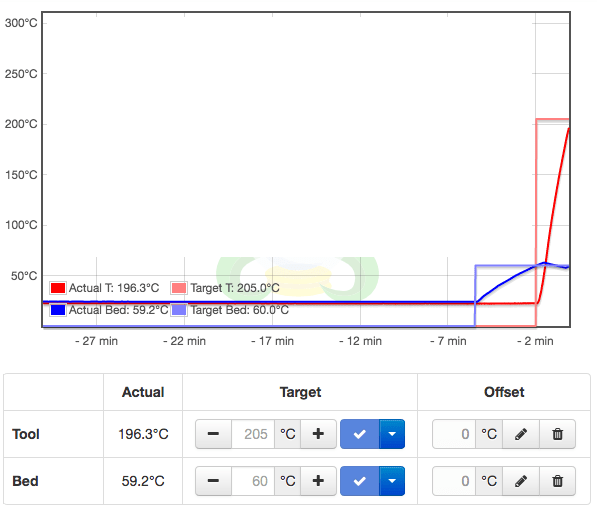 300°C
250°C
200°C
150°C
100°C
50°C
Actual T: 196.3°C Target T: 205.0°C
Actual Bed: 59.2°C Target Bed: 60.0°C
- 27 min - 22 min - 17 min - 12 min - 7 min - 2 min
Actual Target Offset
Tool 196.3°C 205 °C 0 °C
Bed 59.2°C 60 °C 0 °C